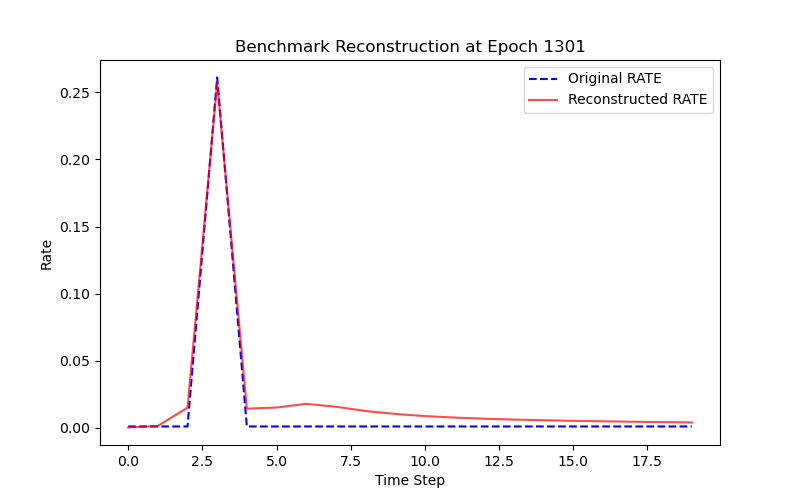 Benchmark Reconstruction at Epoch 1301
Original RATE
Reconstructed RATE
0.25
0.20
0.15
0.10
0.05
0.00
Rate
0.0 2.5 5.0 7.5 10.0 12.5 15.0 17.5
Time Step